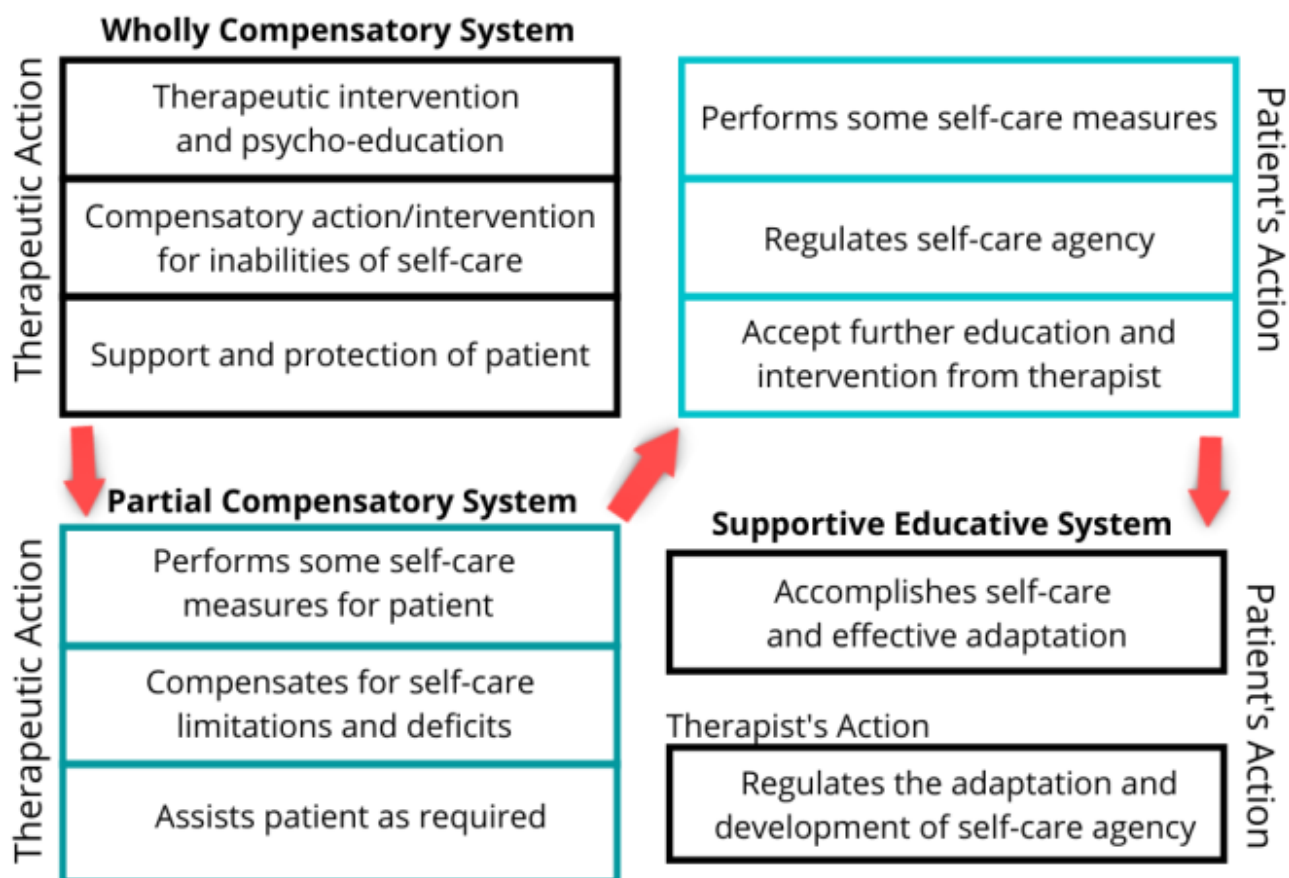 Wholly Compensatory System
Therapeutic Action
Therapeutic intervention
and psycho-education
Compensatory action/intervention
for inabilities of self-care
Support and protection of patient
Performs some self-care measures
Regulates self-care agency
Accept further education and
intervention from therapist
Patient's Action
Partial Compensatory System
Therapeutic Action
Performs some self-care
measures for patient
Compensates for self-care
limitations and deficits
Assists patient as required
Supportive Educative System
Accomplishes self-care
and effective adaptation
Patient's Action
Therapist's Action
Regulates the adaptation and
development of self-care agency